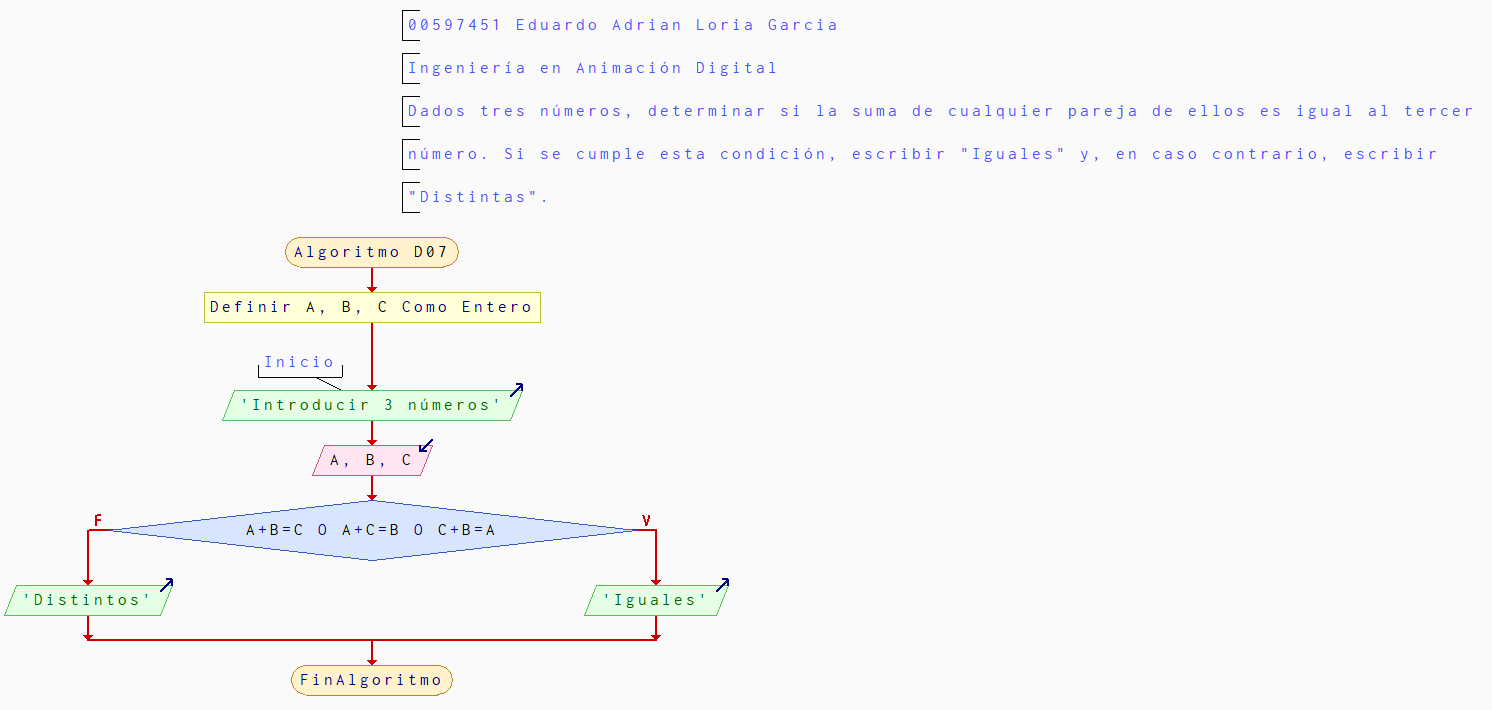 00597451 Eduardo Adrian Loria Garcia
Ingeniería en Animación Digital
Dados tres números, determinar si la suma de cualquier pareja de ellos es igual al tercer
número. Si se cumple esta condición, escribir "Iguales" y, en caso contrario, escribir
"Distintas".
Algoritmo D07
Definir A, B, C Como Entero
Inicio
'Introducir 3 números'
A, B, C
F
V
A+B=C O A+C=B O C+B=A
'Distintos'
'Iguales'
FinAlgoritmo